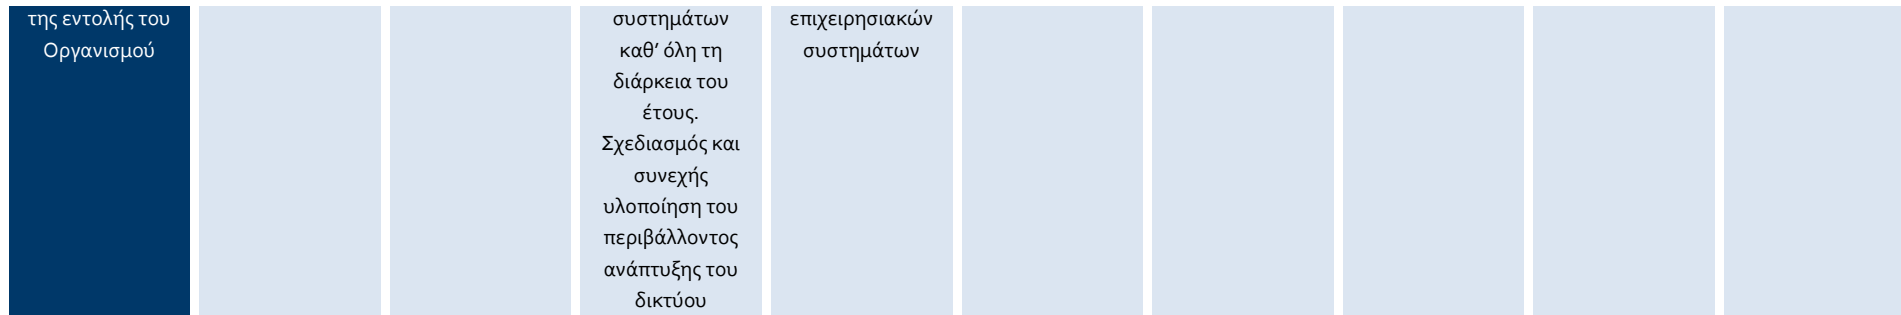 της εντολής του
Οργανισμού
συστημάτων
καθ’ όλη τη
διάρκεια του
έτους.
Σχεδιασμός και
συνεχής
υλοποίηση του
περιβάλλοντος
ανάπτυξης του
δικτύου
επιχειρησιακών
συστημάτων